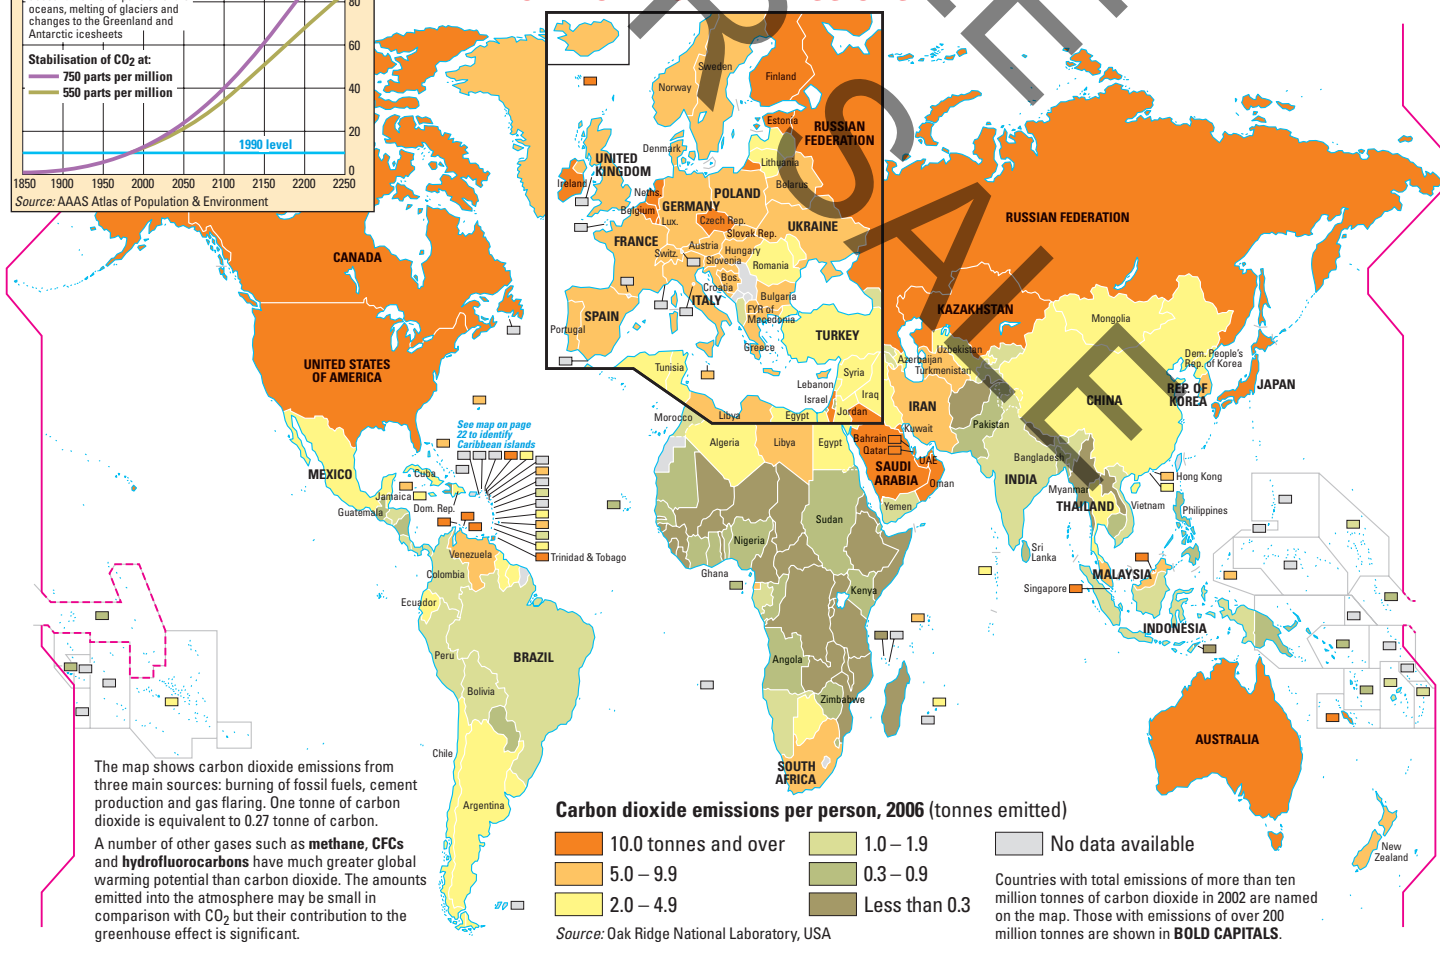 oceans, melting of glaciers and
changes to the Greenland and
Antarctic icesheets
Stabilisation of CO2 at:
750 parts per million
550 parts per million
80
60
40
20
0
1990 level
1850 1900 1950 2000 2050 2100 2150 2200 2250
Source: AAAS Atlas of Population & Environment
Sweden
Finland
Norway
Estonia
RUSSIAN
FEDERATION
Denmark
UNITED
KINGDOM
Lithuania
Ireland
Neths.
Belarus
POLAND
GERMANY
Belgium
Lux.
Czech Rep.
UKRAINE
Slovak Rep.
FRANCE
Austria
Switz.
Hungary
Slovenia
Romania
Bos.
Croatia
ITALY
Bulgaria
SPAIN
FYR of
Macedonia
Portugal
Greece
TURKEY
Tunisia
Syria
Lebanon
Israel
Iraq
Jordan
Morocco
Libya
Egypt
CANADA
UNITED STATES
OF AMERICA
RUSSIAN FEDERATION
KAZAKHSTAN
Mongolia
Uzbekistan
Azerbaijan
Turkmenistan
Dem. People's
Rep. of Korea
REP. OF
KOREA
JAPAN
CHINA
IRAN
Pakistan
Kuwait
Bahrain
Qatar
UAE
SAUDI
ARABIA
Oman
Yemen
Bangladesh
INDIA
Hong Kong
Myanmar
THAILAND
Vietnam
Philippines
Sri
Lanka
MALAYSIA
Singapore
INDONESIA
See map on page
22 to identify
Caribbean islands
MEXICO
Cuba
Jamaica
Dom. Rep.
Guatemala
Trinidad & Tobago
Venezuela
Colombia
Ecuador
Peru
BRAZIL
Bolivia
Chile
Argentina
Algeria
Libya
Egypt
Sudan
Nigeria
Ghana
Kenya
Angola
Zimbabwe
SOUTH
AFRICA
AUSTRALIA
New
Zealand
The map shows carbon dioxide emissions from
three main sources: burning of fossil fuels, cement
production and gas flaring. One tonne of carbon
dioxide is equivalent to 0.27 tonne of carbon.
A number of other gases such as methane, CFCs
and hydrofluorocarbons have much greater global
warming potential than carbon dioxide. The amounts
emitted into the atmosphere may be small in
comparison with CO2 but their contribution to the
greenhouse effect is significant.
Carbon dioxide emissions per person, 2006 (tonnes emitted)
10.0 tonnes and over
5.0 – 9.9
2.0 – 4.9
1.0 – 1.9
0.3 – 0.9
Less than 0.3
No data available
Source: Oak Ridge National Laboratory, USA
Countries with total emissions of more than ten
million tonnes of carbon dioxide in 2002 are named
on the map. Those with emissions of over 200
million tonnes are shown in BOLD CAPITALS.
SALE